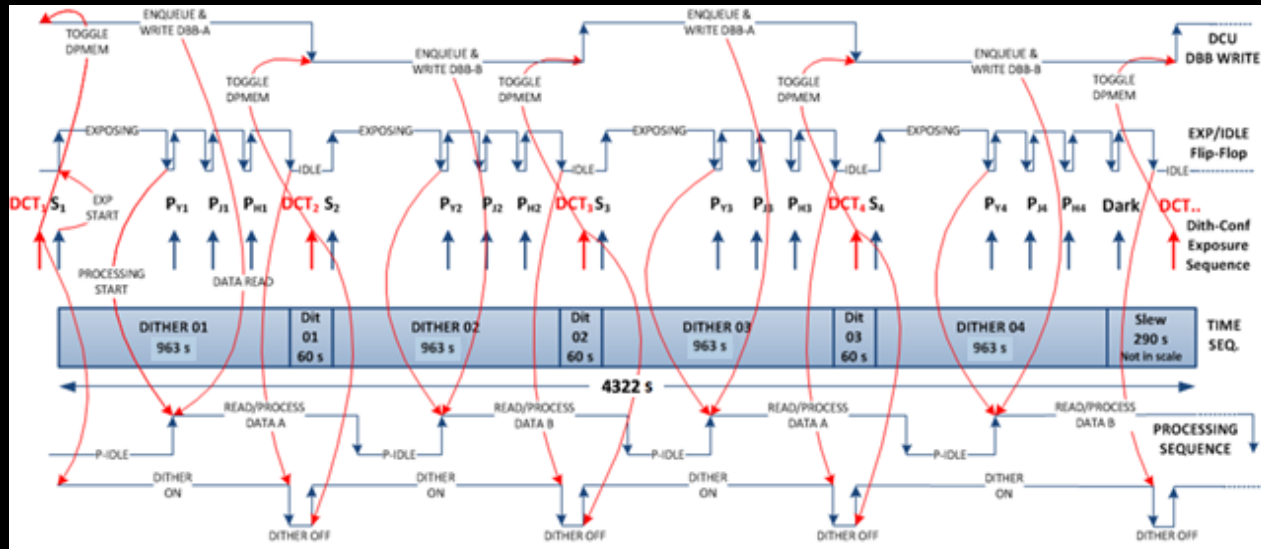 ENQUEUE &
WRITE DBB-A
ENQUEUE &
WRITE DBB-A
TOGGLE
DPMEM
ENQUEUE &
WRITE DBB-B
ENQUEUE &
WRITE DBB-B
DCU
DBB WRITE
TOGGLE
DPMEM
TOGGLE
DPMEM
TOGGLE
DPMEM
TOGGLE
DPMEM
EXPOSING
EXPOSING
EXPOSING
EXPOSING
EXP/IDLE
Flip-Flop
IDLE
IDLE
IDLE
IDLE
DCT1 S1 PY1 PJ1 PH1 DCT2 S2 PY2 PJ2 PH2 DCT3 S3 PY3 PJ3 PH3 DCT4 S4 PY4 PJ4 PH4 Dark DCT..
EXP
START
Dith-Conf
Exposure
Sequence
PROCESSING
START
DATA READ
DITHER 01
963 s
Dit
01
60 s
DITHER 02
963 s
Dit
02
60 s
DITHER 03
963 s
Dit
03
60 s
DITHER 04
963 s
Slew
290 s
Not in scale
TIME
SEQ.
4322 s
READ/PROCESS
DATA A
READ/PROCESS
DATA B
READ/PROCESS
DATA A
READ/PROCESS
DATA B
PROCESSING
SEQUENCE
P-IDLE
P-IDLE
P-IDLE
P-IDLE
DITHER
ON
DITHER
ON
DITHER
ON
DITHER
ON
DITHER OFF
DITHER OFF
DITHER OFF
DITHER OFF